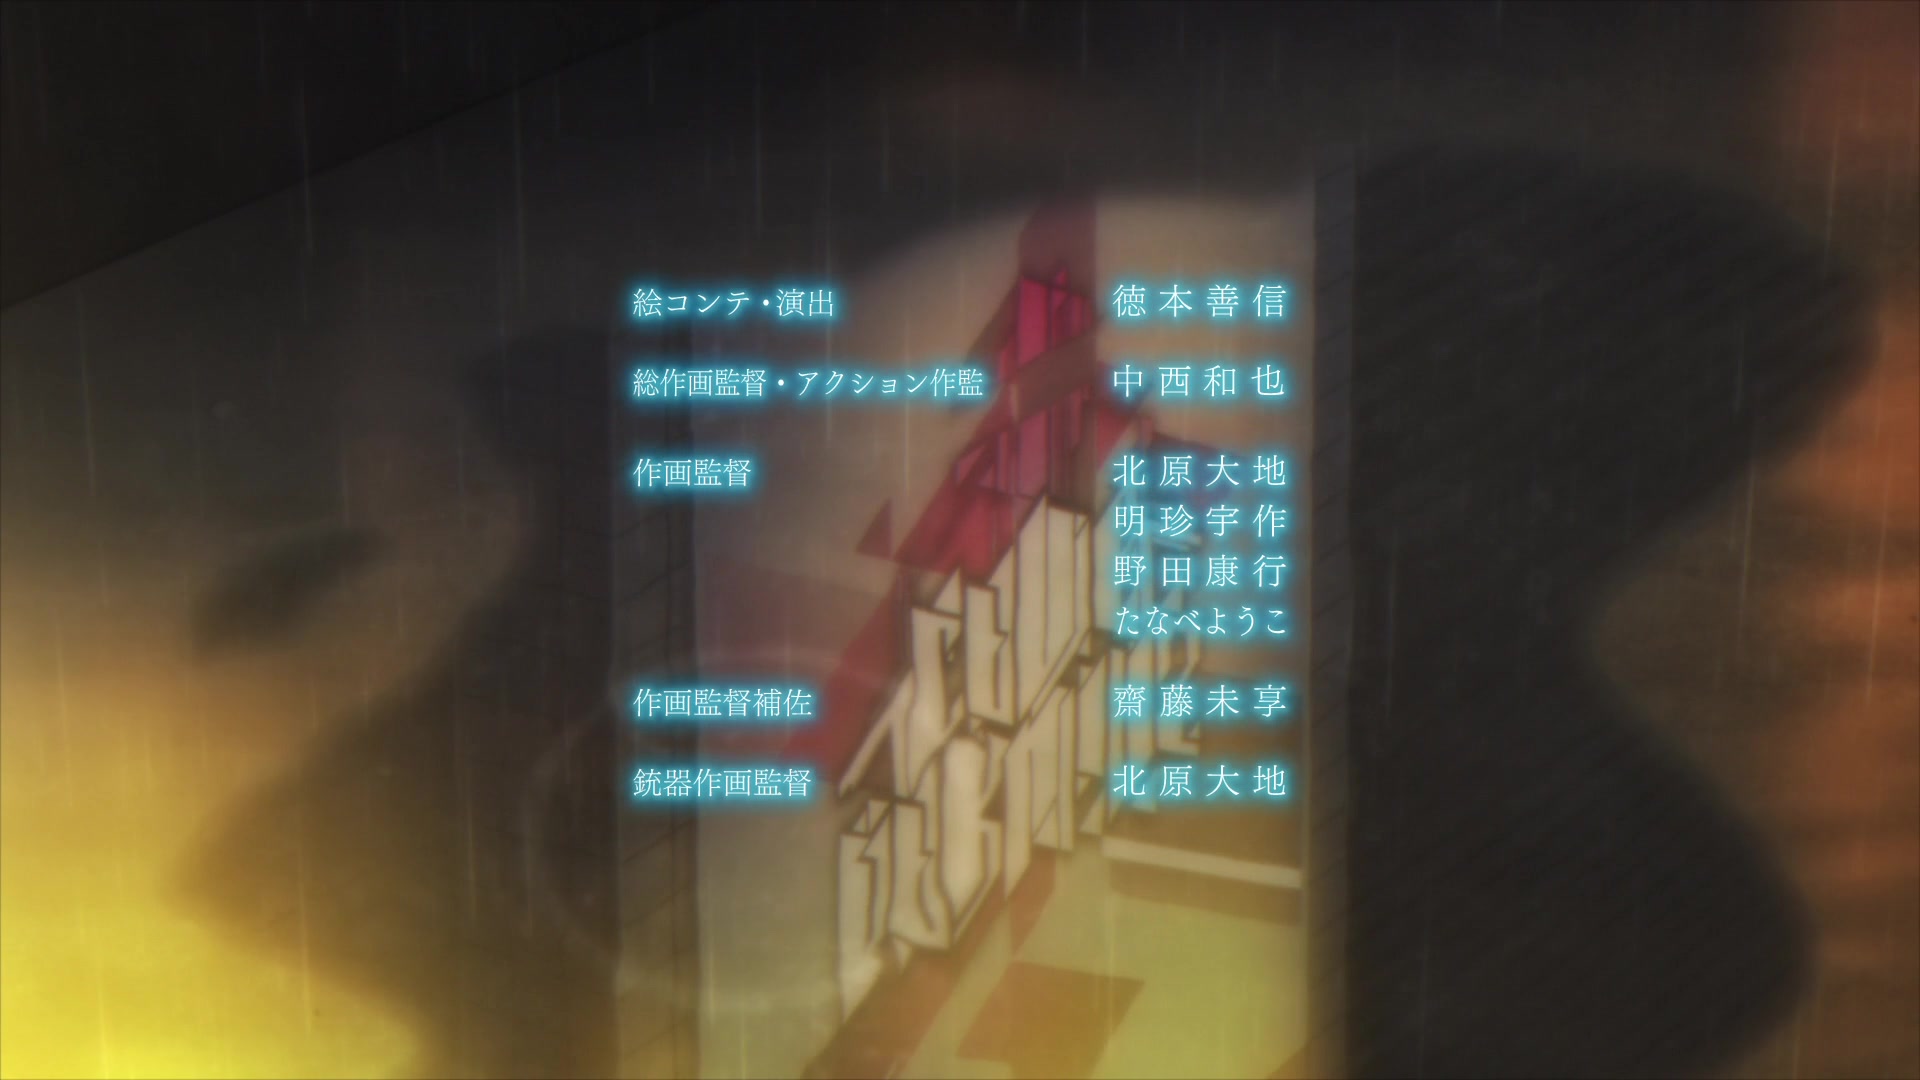 絵コンテ・演出 徳本善信
総作画監督・アクション作監 中西和也
作画監督 北原大地
明珍宇作
野田康行
たなべようこ
作画監督補佐 齋藤未享
銃器作画監督 北原大地